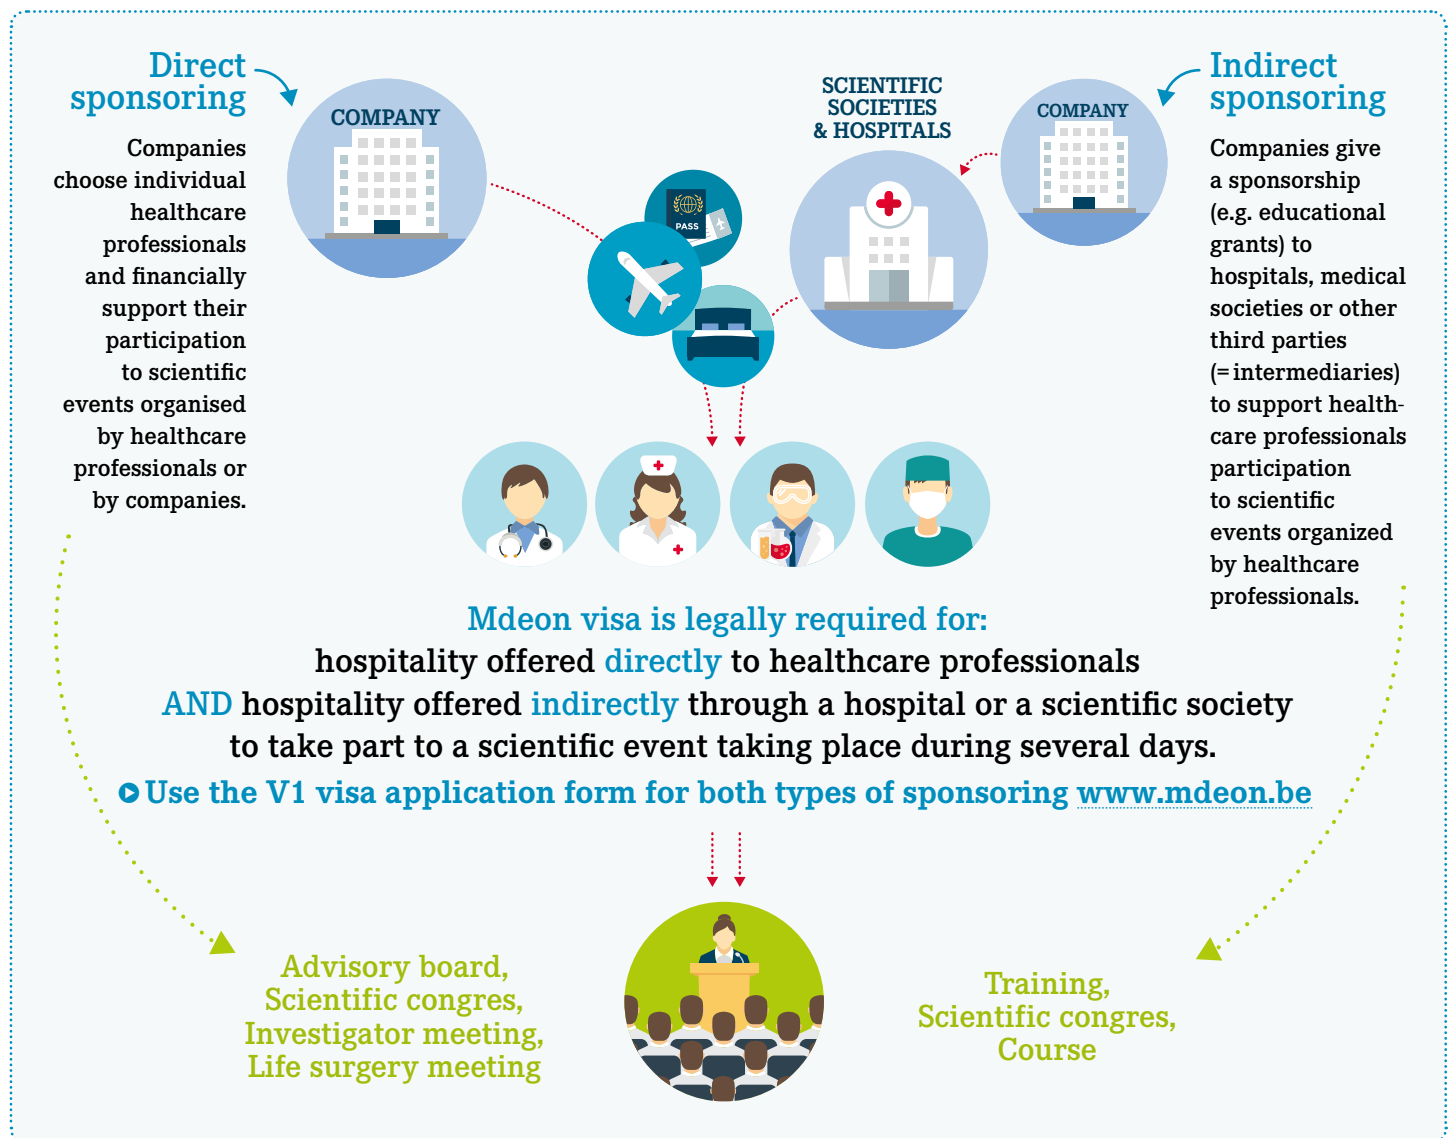 Direct
sponsoring
Companies
choose individual
healthcare
professionals
and financially
support their
participation
to scientific
events organised
by healthcare
professionals or
by companies.
COMPANY
PASS
SCIENTIFIC
SOCIETIES
& HOSPITALS
COMPANY
Indirect
sponsoring
Companies give
a sponsorship
(e.g. educational
grants) to
hospitals, medical
societies or other
third parties
(= intermediaries)
to support health-
care professionals
participation
to scientific
events organized
by healthcare
professionals.
Mdeon visa is legally required for:
hospitality offered directly to healthcare professionals
AND hospitality offered indirectly through a hospital or a scientific society
to take part to a scientific event taking place during several days.
Use the V1 visa application form for both types of sponsoring www.mdeon.be
Advisory board,
Scientific congres,
Investigator meeting,
Life surgery meeting
Training,
Scientific congres,
Course